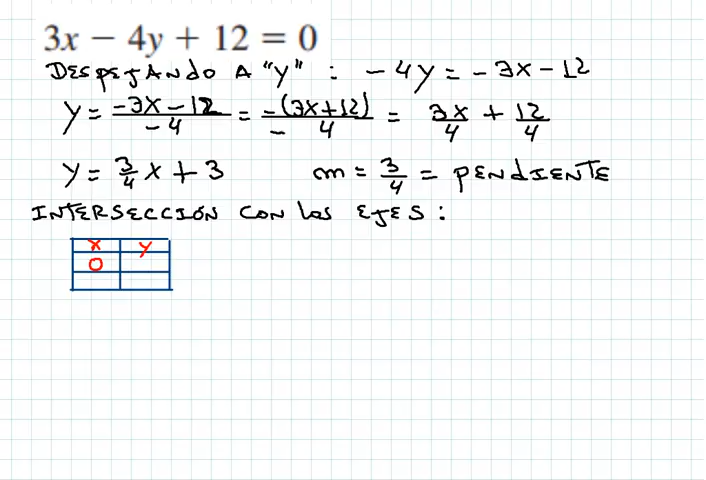 3x − 4y + 12 = 0
DESPEJANDO A "Y" : −4Y = −3X − 12
Y = −3X − 12 / −4 = −(3X + 12) / − 4 = 3X/4 + 12/4
Y = 3/4 X + 3 m = 3/4 = PENDIENTE
INTERSECCIÓN CON LOS EJES :
X Y
0